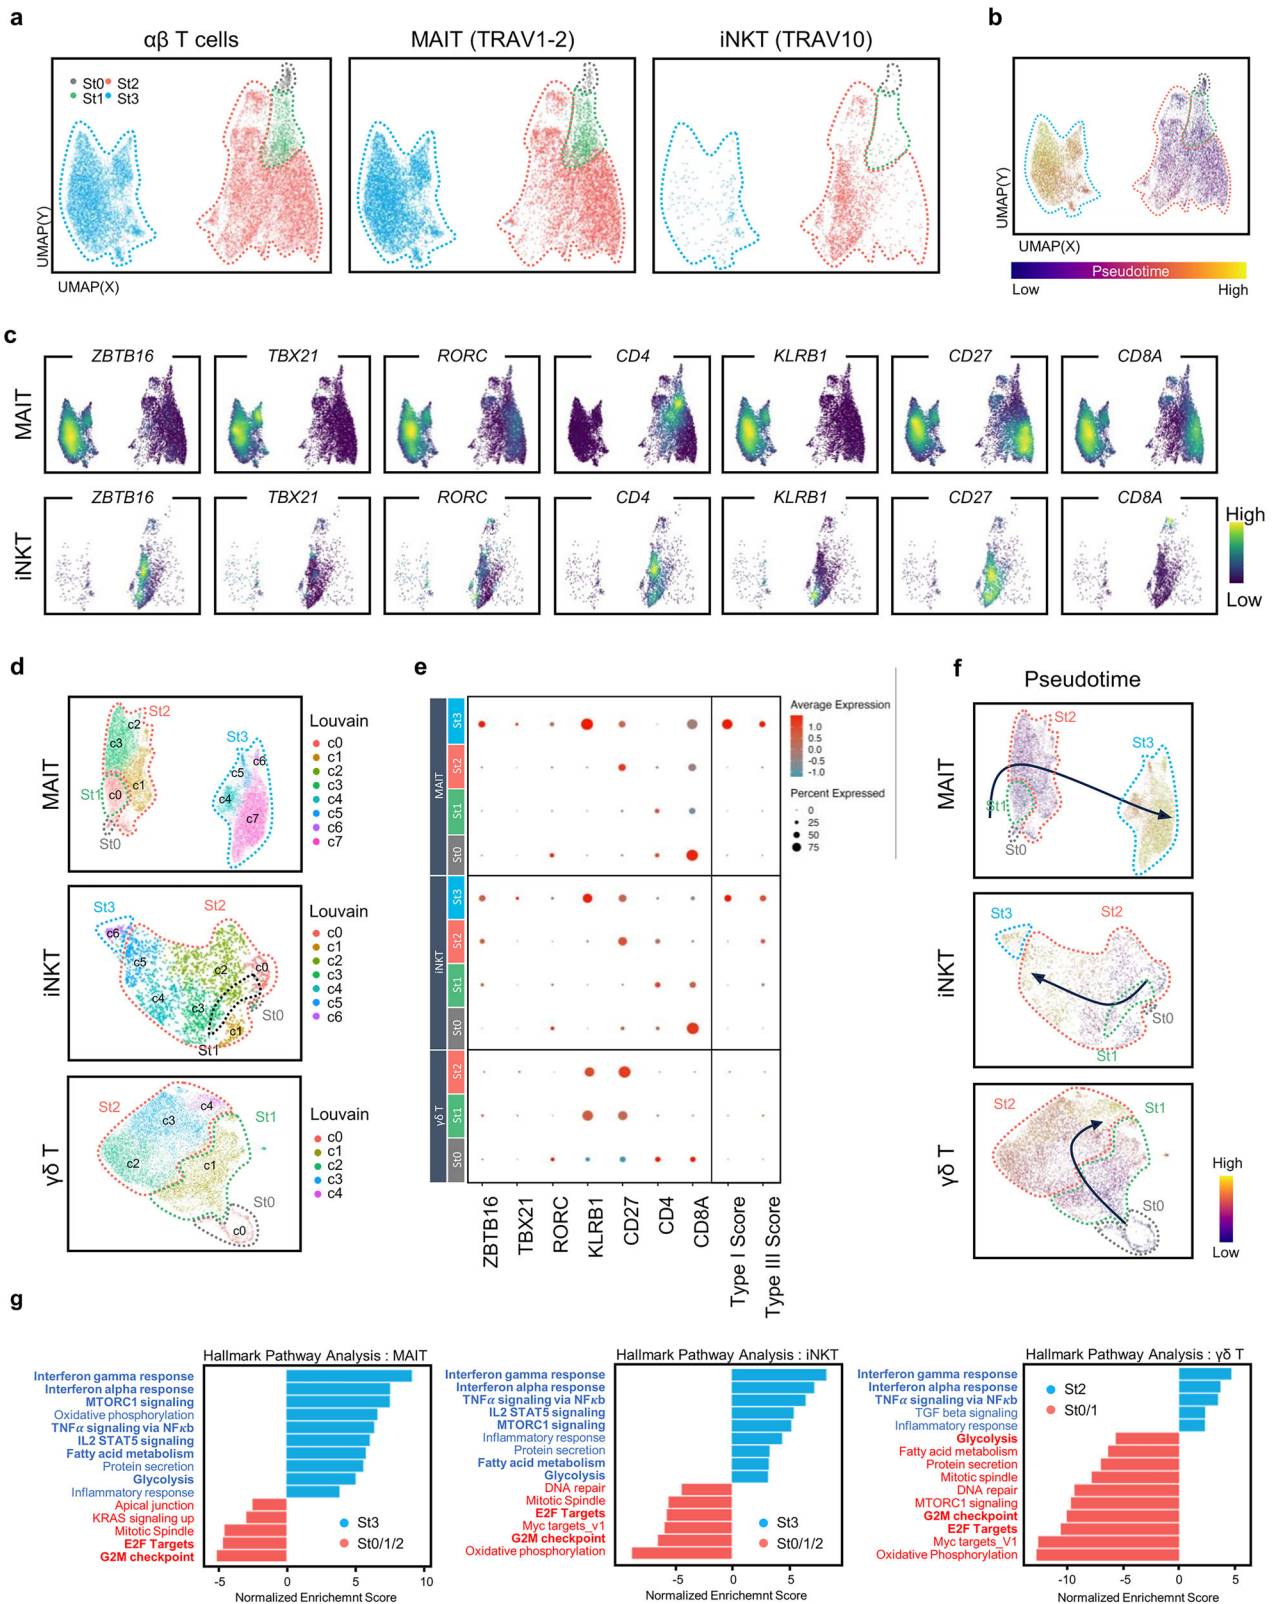 a
αβ T cells
MAIT (TRAV1-2)
iNKT (TRAV10)
St0 St2
St1 St3
UMAP(Y)
UMAP(X)
b
UMAP(Y)
UMAP(X)
Pseudotime
Low High
c
MAIT
ZBTB16 TBX21 RORC CD4 KLRB1 CD27 CD8A
iNKT
ZBTB16 TBX21 RORC CD4 KLRB1 CD27 CD8A
High
Low
d
MAIT
St2
c2
c3
St3
c6
c5
St1 c0 c1
c4
c7
St0
Louvain
c0
c1
c2
c3
c4
c5
c6
c7
iNKT
St3
St2
c6
c5
c2
c0
c4
c3
St0
c1
St1
Louvain
c0
c1
c2
c3
c4
c5
c6
γδ T
St2
c4
St1
c3
c2
c1
St0
c0
Louvain
c0
c1
c2
c3
c4
e
MAIT
St3
St2
St1
St0
iNKT
St3
St2
St1
St0
γδ T
St2
St1
St0
ZBTB16
TBX21
RORC
KLRB1
CD27
CD4
CD8A
Type I Score
Type III Score
Average Expression
1.0
0.5
0.0
-0.5
-1.0
Percent Expressed
0
25
50
75
f
Pseudotime
MAIT
St2
St3
St1
St0
iNKT
St3
St2
St0
St1
γδ T
St2
St1
St0
High
Low
g
Hallmark Pathway Analysis : MAIT
Interferon gamma response
Interferon alpha response
MTORC1 signaling
Oxidative phosphorylation
TNFα signaling via NFκb
IL2 STAT5 signaling
Fatty acid metabolism
Protein secretion
Glycolysis
Inflammatory response
Apical junction
KRAS signaling up
Mitotic Spindle
E2F Targets
G2M checkpoint
St3
St0/1/2
-5 0 5 10
Normalized Enrichemnt Score
Hallmark Pathway Analysis : iNKT
Interferon gamma response
Interferon alpha response
TNFα signaling via NFκb
IL2 STAT5 signaling
MTORC1 signaling
Inflammatory response
Protein secretion
Fatty acid metabolism
Glycolysis
DNA repair
Mitotic Spindle
E2F Targets
Myc targets_v1
G2M checkpoint
Oxidative phosphorylation
St3
St0/1/2
-5 0 5
Normalized Enrichemnt Score
Hallmark Pathway Analysis : γδ T
Interferon gamma response
Interferon alpha response
TNFα signaling via NFκb
TGF beta signaling
Inflammatory response
Glycolysis
Fatty acid metabolism
Protein secretion
Mitotic spindle
DNA repair
MTORC1 signaling
G2M checkpoint
E2F Targets
Myc targets_V1
Oxidative Phosphorylation
St2
St0/1
-10 -5 0 5
Normalized Enrichemnt Score